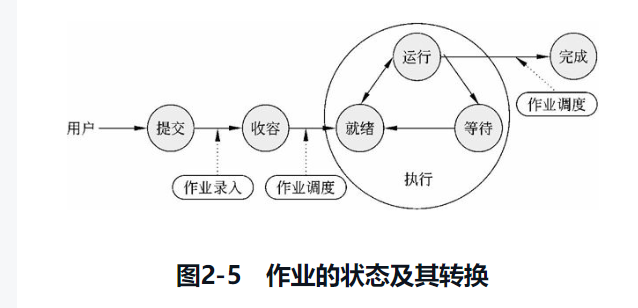 运行
完成
作业调度
用户
提交
收容
就绪
等待
作业录入
作业调度
执行
图2-5 作业的状态及其转换